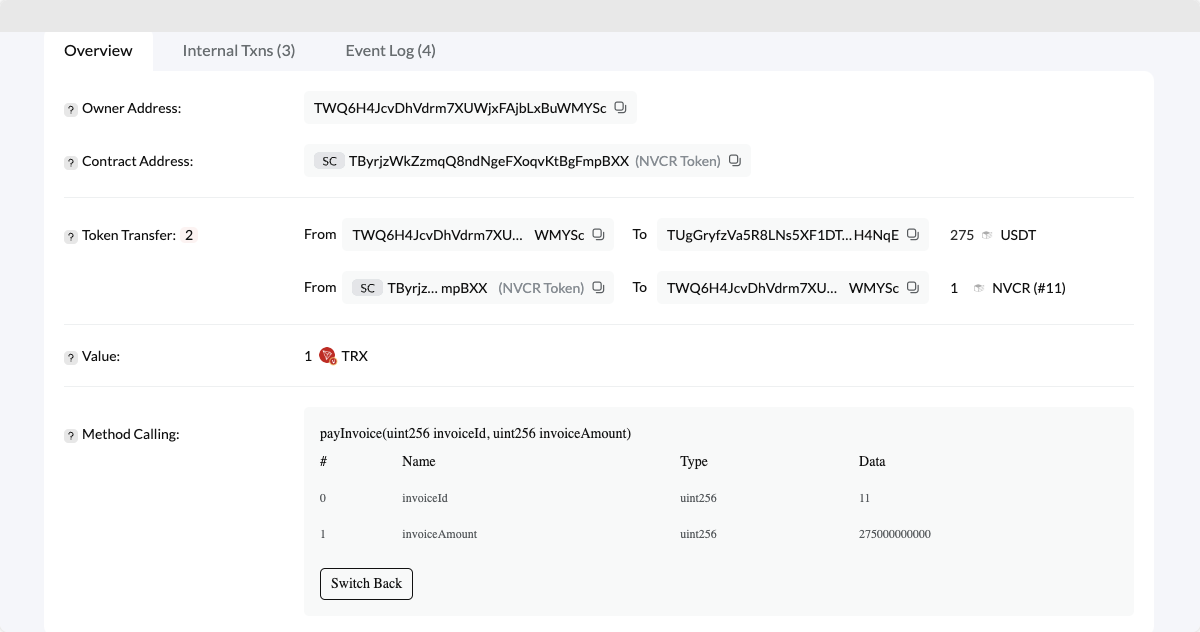 Overview Internal Txns (3) Event Log (4)
? Owner Address: TWQ6H4JcvDhVdrm7XUWjxFAjbLxBuWMYSc
? Contract Address: SC TByrjzWkZzmqQ8ndNgeFXoqvKtBgFmpBXX (NVCR Token)
? Token Transfer: 2 From TWQ6H4JcvDhVdrm7XU... WMYSc To TUgGryfzVa5R8LNs5XF1DT...H4NqE 275 USDT
From SC TByrjz... mpBXX (NVCR Token) To TWQ6H4JcvDhVdrm7XU... WMYSc 1 NVCR (#11)
? Value: 1 TRX
? Method Calling: payInvoice(uint256 invoiceId, uint256 invoiceAmount)
# Name Type Data
0 invoiceId uint256 11
1 invoiceAmount uint256 275000000000
Switch Back